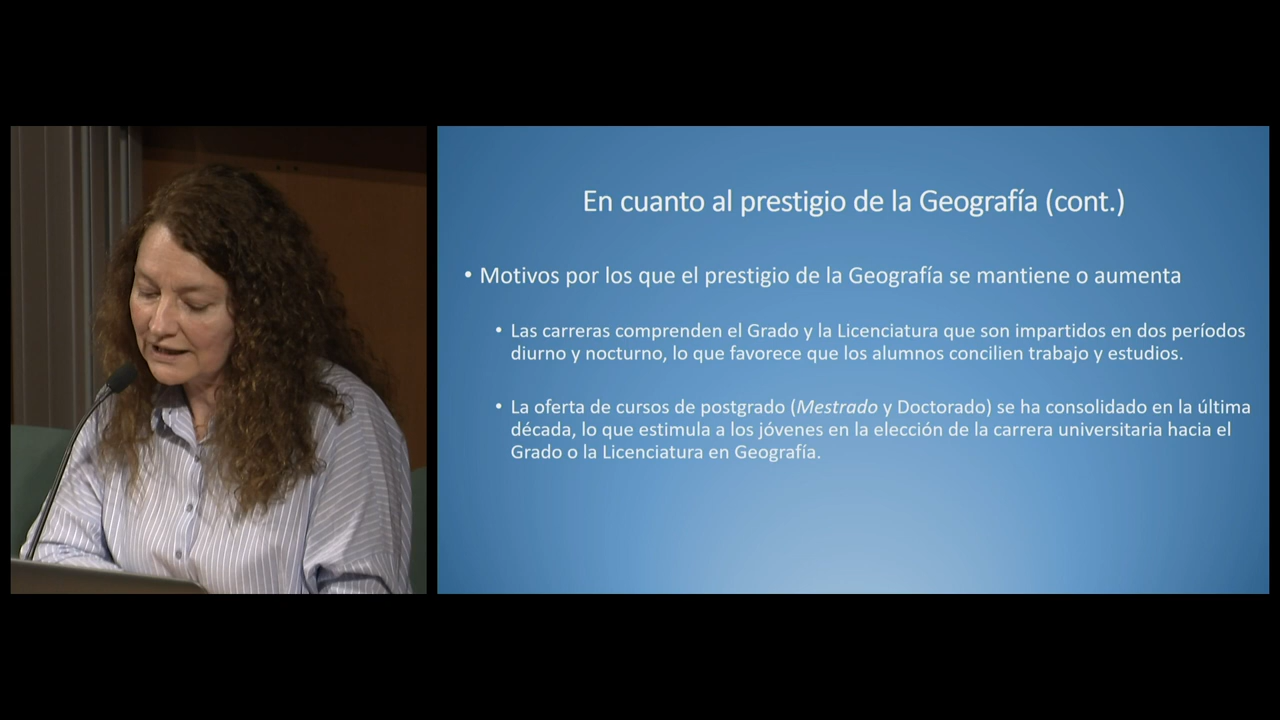 En cuanto al prestigio de la Geografía (cont.)
• Motivos por los que el prestigio de la Geografía se mantiene o aumenta
• Las carreras comprenden el Grado y la Licenciatura que son impartidos en dos períodos
diurno y nocturno, lo que favorece que los alumnos concilien trabajo y estudios.
• La oferta de cursos de postgrado (Mestrado y Doctorado) se ha consolidado en la última
década, lo que estimula a los jóvenes en la elección de la carrera universitaria hacia el
Grado o la Licenciatura en Geografía.